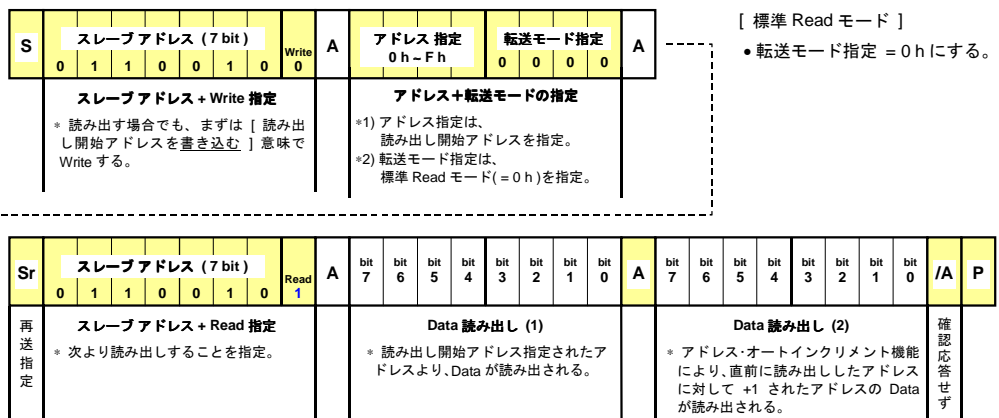 [ 標準 Read モード ]
• 転送モード指定 = 0 h にする。
S
スレーブ アドレス ( 7 bit )
Write
A
アドレス 指定
0 h ~ F h
転送モード指定
A
0 1 1 0 0 1 0 0
0 0 0 0
スレーブ アドレス + Write 指定
* 読み出す場合でも、まずは [ 読み出
し開始アドレスを書き込む ] 意味で
Write する。
アドレス+転送モードの指定
*1) アドレス指定は、
読み出し開始アドレスを指定。
*2) 転送モード指定は、
標準 Read モード( = 0 h )を指定。
Sr
スレーブ アドレス ( 7 bit )
Read
0 1 1 0 0 1 0 1
A
bit 7 bit 6 bit 5 bit 4 bit 3 bit 2 bit 1 bit 0
A
bit 7 bit 6 bit 5 bit 4 bit 3 bit 2 bit 1 bit 0
/A
P
再送指定
スレーブ アドレス + Read 指定
* 次より読み出しすることを指定。
Data 読み出し (1)
* 読み出し開始アドレス指定されたア
ドレスより、Data が読み出される。
Data 読み出し (2)
* アドレス・オートインクリメント機能
により、直前に読み出ししたアドレス
に対して +1 されたアドレスの Data
が読み出される。
確認応答せず